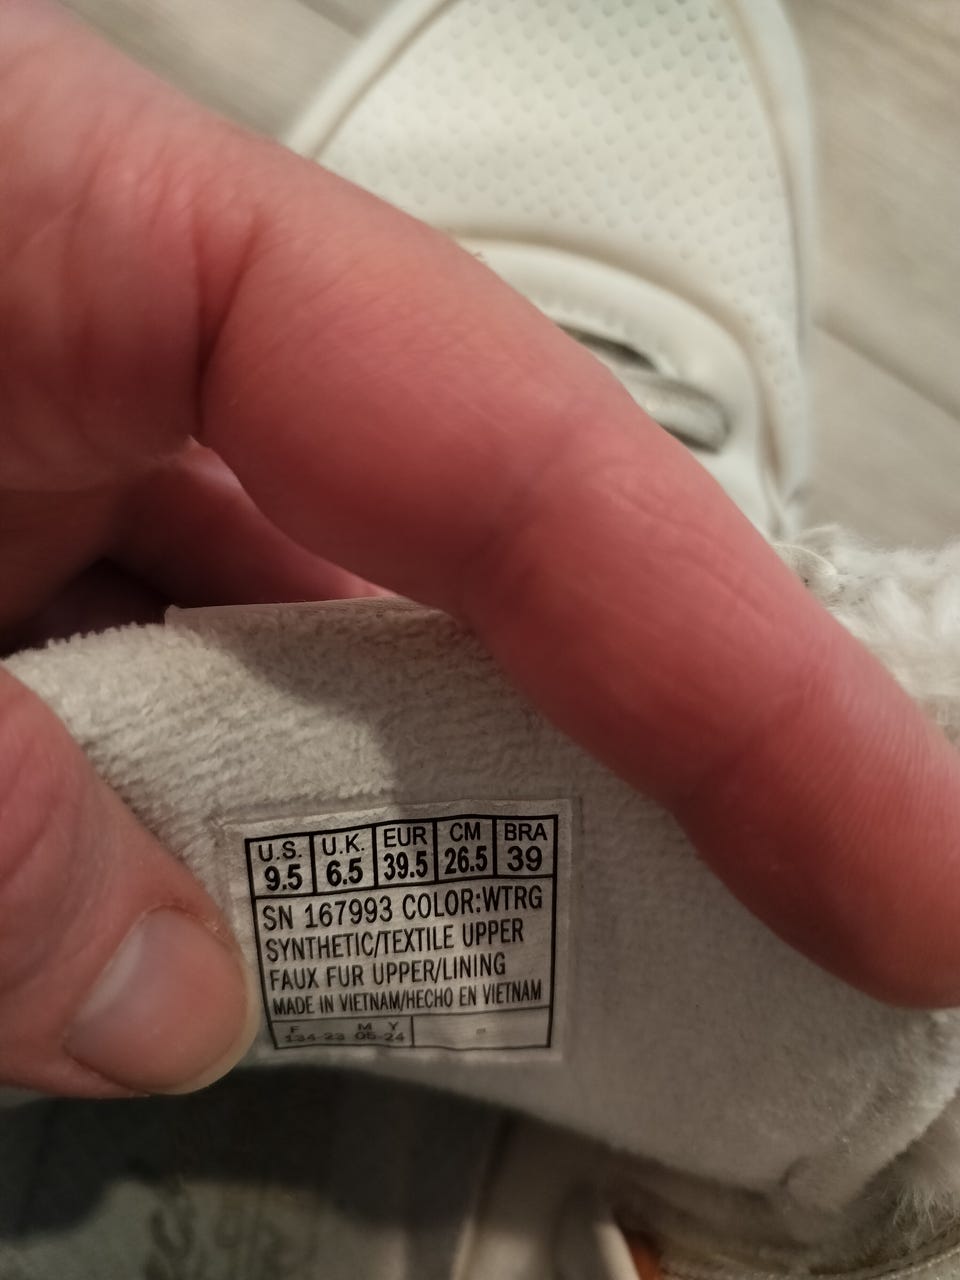 U.S. U.K. EUR CM BRA
9.5 6.5 39.5 26.5 39
SN 167993 COLOR:WTRG
SYNTHETIC/TEXTILE UPPER
FAUX FUR UPPER/LINING
MADE IN VIETNAM/HECHO EN VIETNAM
F M Y
134-23 05-24